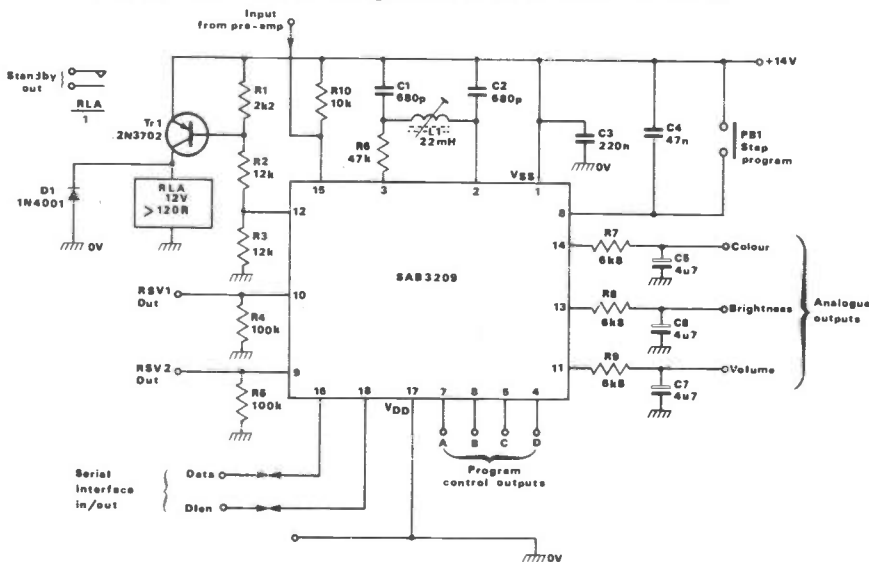 Input
from pre-amp
+14V
Standby
out
RLA
1
R1
2k2
R10
10k
C1
680p
C2
680p
Tr1
2N3702
L1
22mH
R6
47k
C3
220n
0V
C4
47n
PB1
Step
program
R2
12k
D1
1N4001
0V
RLA
12V
>120R
R3
12k
15
3
2
VSS
1
12
8
14
R7
6k8
C5
4u7
Colour
SAB3209
RSV1
Out
10
R4
100k
13
R8
6k8
C6
4u7
Brightness
Analogue
outputs
RSV2
Out
9
R5
100k
11
R9
6k8
C7
4u7
Volume
16
18
17
VDD
7
6
5
4
A
B
C
D
Program
control outputs
Serial
interface
in/out
Data
Dlen
0V